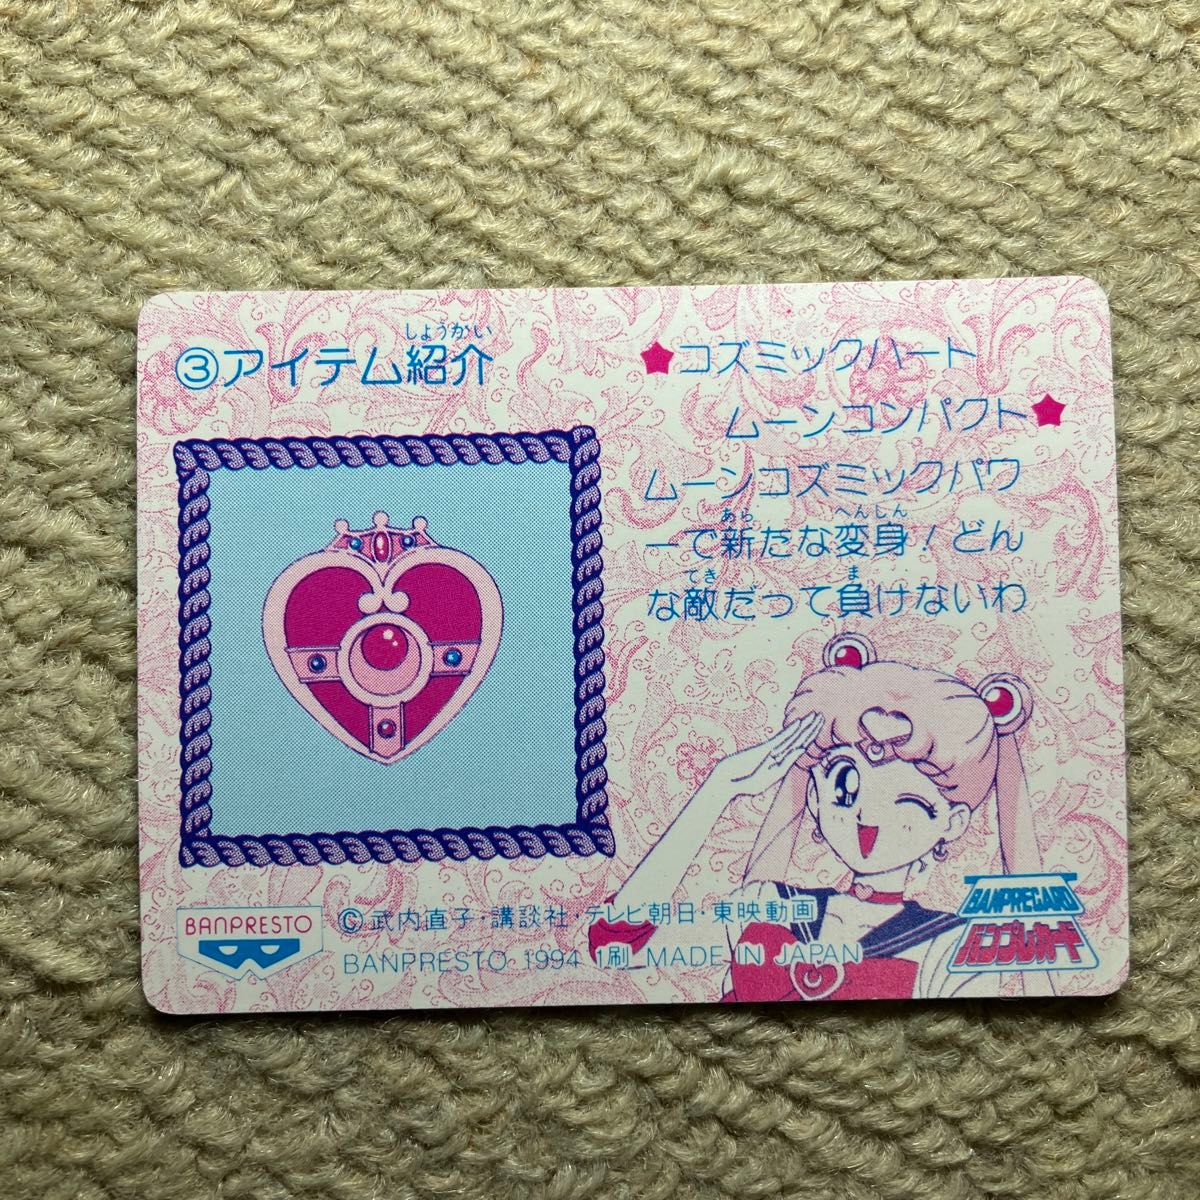 しょうかい
③アイテム紹介
★コズミックハート
ムーンコンパクト★
ムーンコズミックパワ
あら へんしん
ーで新たな変身!どん
てき ま
な敵だって負けないわ
BANPRESTO
©武内直子・講談社・テレビ朝日・東映動画
BANPRESTO 1994 1刷 MADE IN JAPAN
BANPRECARD
バンプレカード